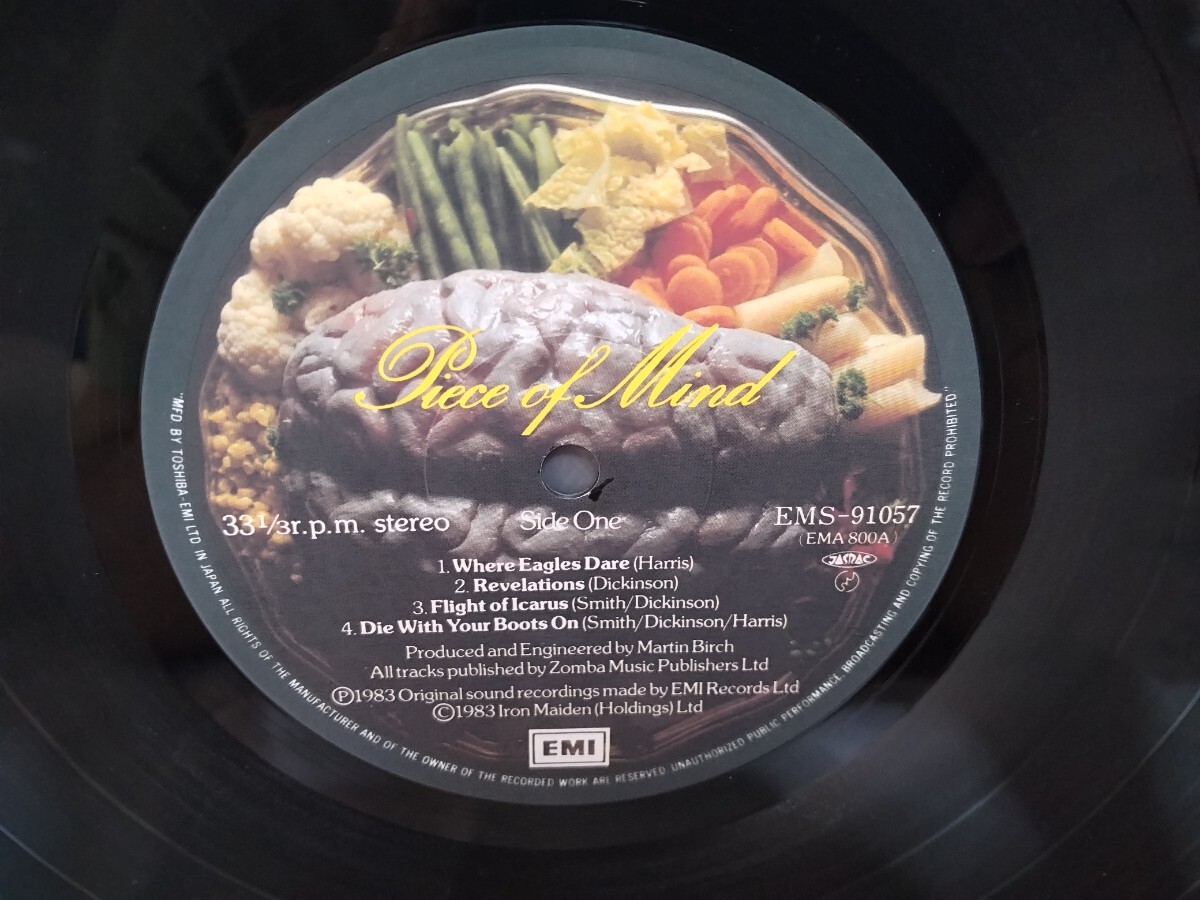 Piece of Mind
33 1/3 r.p.m. stereo
Side One
EMS-91057
(EMA 800A)
JASRAC
1. Where Eagles Dare (Harris)
2. Revelations (Dickinson)
3. Flight of Icarus (Smith/Dickinson)
4. Die With Your Boots On (Smith/Dickinson/Harris)
Produced and Engineered by Martin Birch
All tracks published by Zomba Music Publishers Ltd
Ⓟ1983 Original sound recordings made by EMI Records Ltd
©1983 Iron Maiden (Holdings) Ltd
EMI
"MFD. BY TOSHIBA-EMI LTD IN JAPAN ALL RIGHTS OF THE MANUFACTURER AND OF THE OWNER OF THE RECORDED WORK ARE RESERVED UNAUTHORIZED PUBLIC PERFORMANCE BROADCASTING AND COPYING OF THE RECORD PROHIBITED"